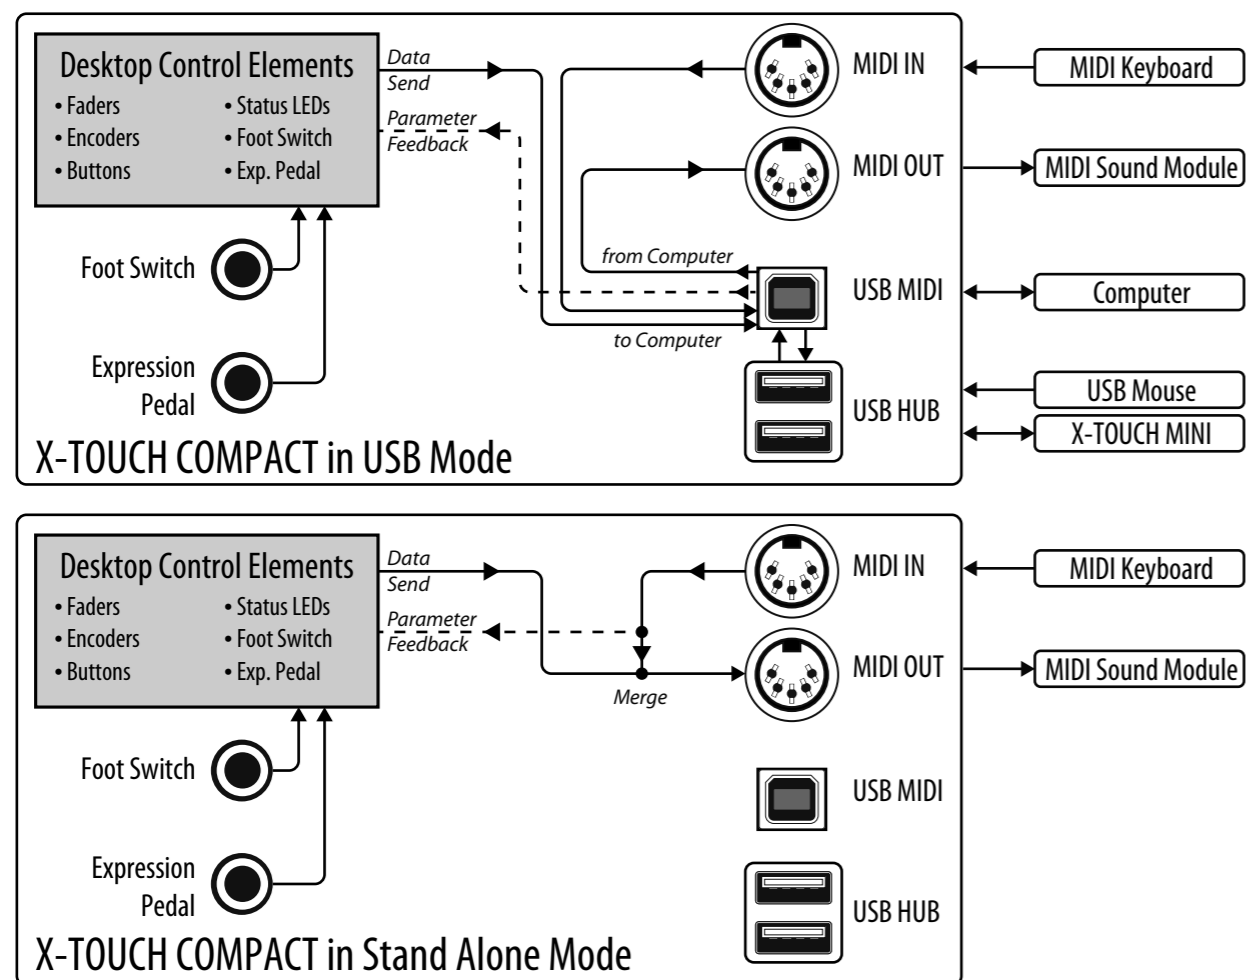 Desktop Control Elements
• Faders
• Encoders
• Buttons
• Status LEDs
• Foot Switch
• Exp. Pedal
Data
Send
Parameter
Feedback
Foot Switch
Expression
Pedal
from Computer
to Computer
MIDI IN
MIDI OUT
USB MIDI
USB HUB
MIDI Keyboard
MIDI Sound Module
Computer
USB Mouse
X-TOUCH MINI
X-TOUCH COMPACT in USB Mode
Desktop Control Elements
• Faders
• Encoders
• Buttons
• Status LEDs
• Foot Switch
• Exp. Pedal
Data
Send
Parameter
Feedback
Merge
Foot Switch
Expression
Pedal
MIDI IN
MIDI OUT
USB MIDI
USB HUB
MIDI Keyboard
MIDI Sound Module
X-TOUCH COMPACT in Stand Alone Mode